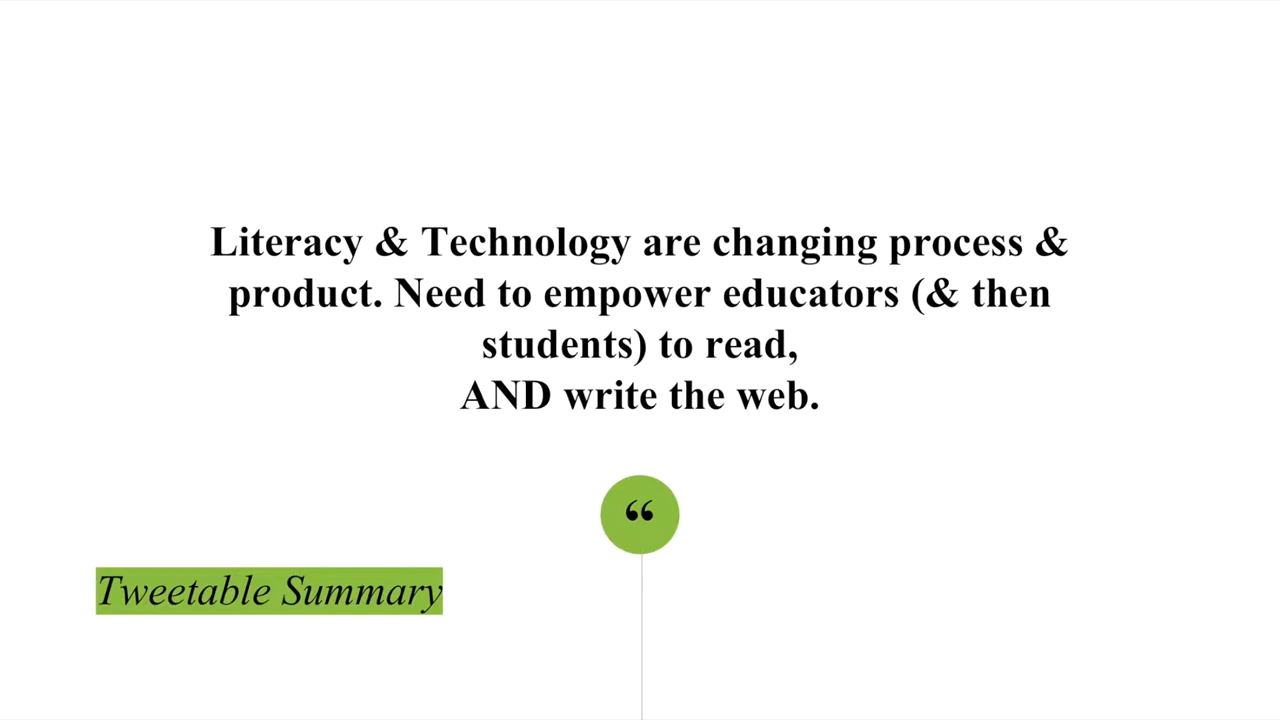 Literacy & Technology are changing process &
product. Need to empower educators (& then
students) to read,
AND write the web.
“
Tweetable Summary